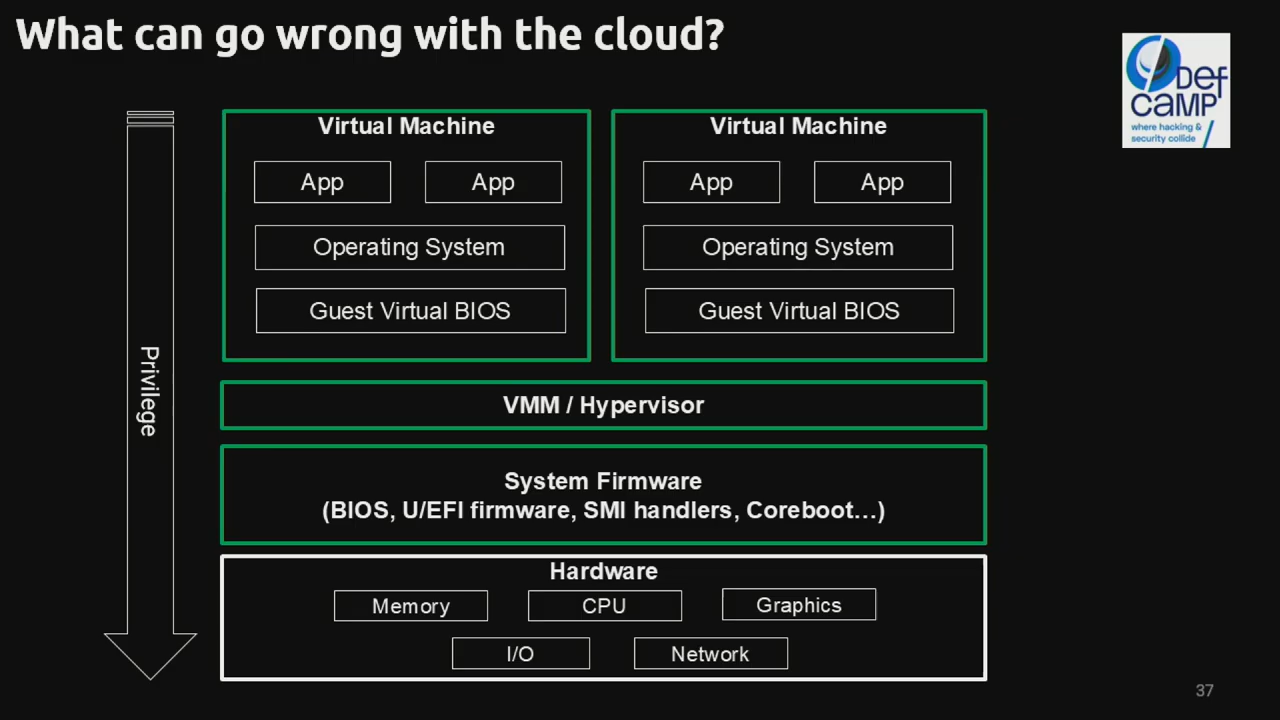 What can go wrong with the cloud?
Def
CAMP
where hacking &
security collide
Privilege
Virtual Machine
App App
Operating System
Guest Virtual BIOS
Virtual Machine
App App
Operating System
Guest Virtual BIOS
VMM / Hypervisor
System Firmware
(BIOS, U/EFI firmware, SMI handlers, Coreboot…)
Hardware
Memory CPU Graphics
I/O Network
37